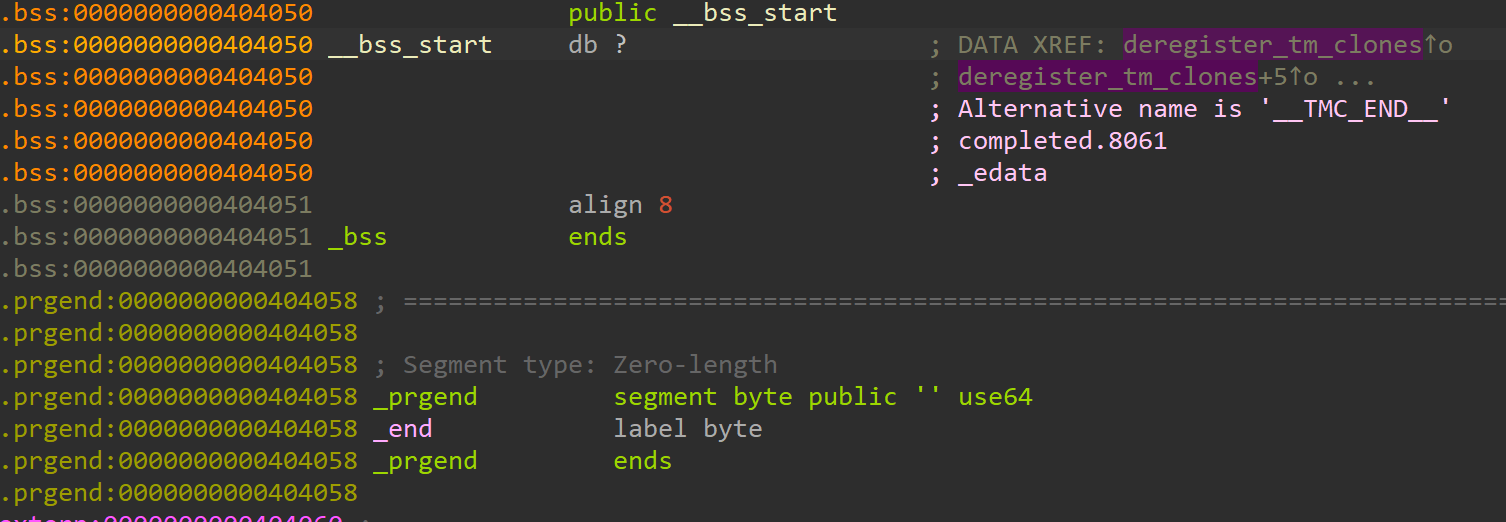 .bss:0000000000404050 public __bss_start
.bss:0000000000404050 __bss_start db ? ; DATA XREF: deregister_tm_clones↑o
.bss:0000000000404050 ; deregister_tm_clones+5↑o ...
.bss:0000000000404050 ; Alternative name is '__TMC_END__'
.bss:0000000000404050 ; completed.8061
.bss:0000000000404050 ; _edata
.bss:0000000000404051 align 8
.bss:0000000000404051 _bss ends
.bss:0000000000404051
.prgend:0000000000404058 ; ===========================================================================
.prgend:0000000000404058
.prgend:0000000000404058 ; Segment type: Zero-length
.prgend:0000000000404058 _prgend segment byte public '' use64
.prgend:0000000000404058 _end label byte
.prgend:0000000000404058 _prgend ends
.prgend:0000000000404058